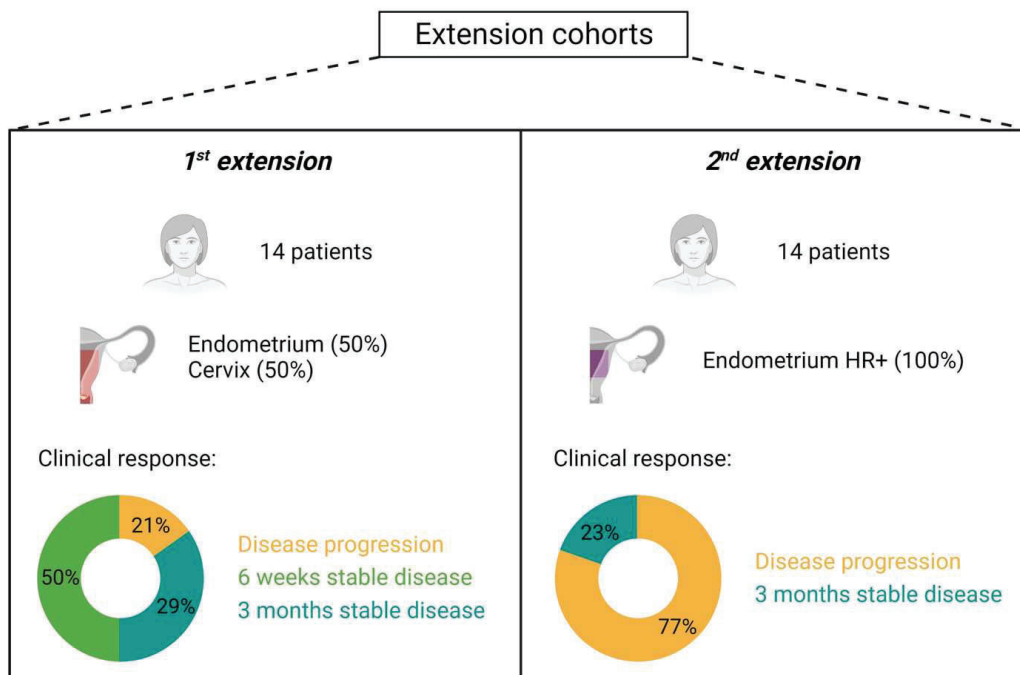 Extension cohorts
1st extension
14 patients
Endometrium (50%)
Cervix (50%)
Clinical response:
21%
50%
29%
Disease progression
6 weeks stable disease
3 months stable disease
2nd extension
14 patients
Endometrium HR+ (100%)
Clinical response:
23%
77%
Disease progression
3 months stable disease